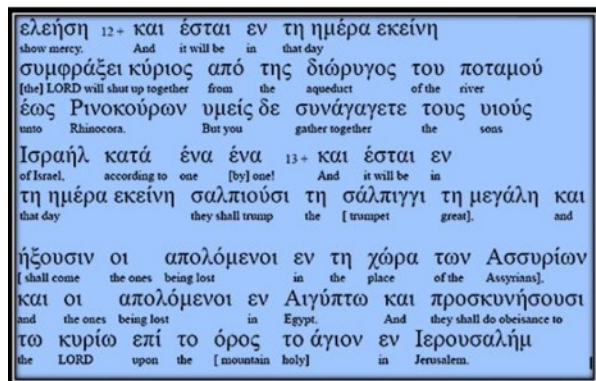 ελεήση 12+ και έσται εν τη ημέρα εκείνη
show mercy. And it will be in that day
συμφράξει κύριος από της διώρυγος του ποταμού
[the] LORD will shut up together from the aqueduct of the river
έως Ρινοκούρων υμείς δε συνάγαγετε τους υιούς
unto Rhinocora. But you gather together the sons
Ισραήλ κατά ένα ένα 13+ και έσται εν
of Israel, according to one [by] one! And it will be in
τη ημέρα εκείνη σαλπιούσι τη σάλπιγγι τη μεγάλη και
that day they shall trump the [ trumpet great]. and
ήξουσιν οι απολόμενοι εν τη χώρα των Ασσυρίων
[ shall come the ones being lost in the place of the Assyrians],
και οι απολόμενοι εν Αιγύπτω και προσκυνήσουσι
and the ones being lost in Egypt. And they shall do obeisance to
τω κυρίω επί το όρος το άγιον εν Ιερουσαλήμ
the LORD upon the [ mountain holy] in Jerusalem.